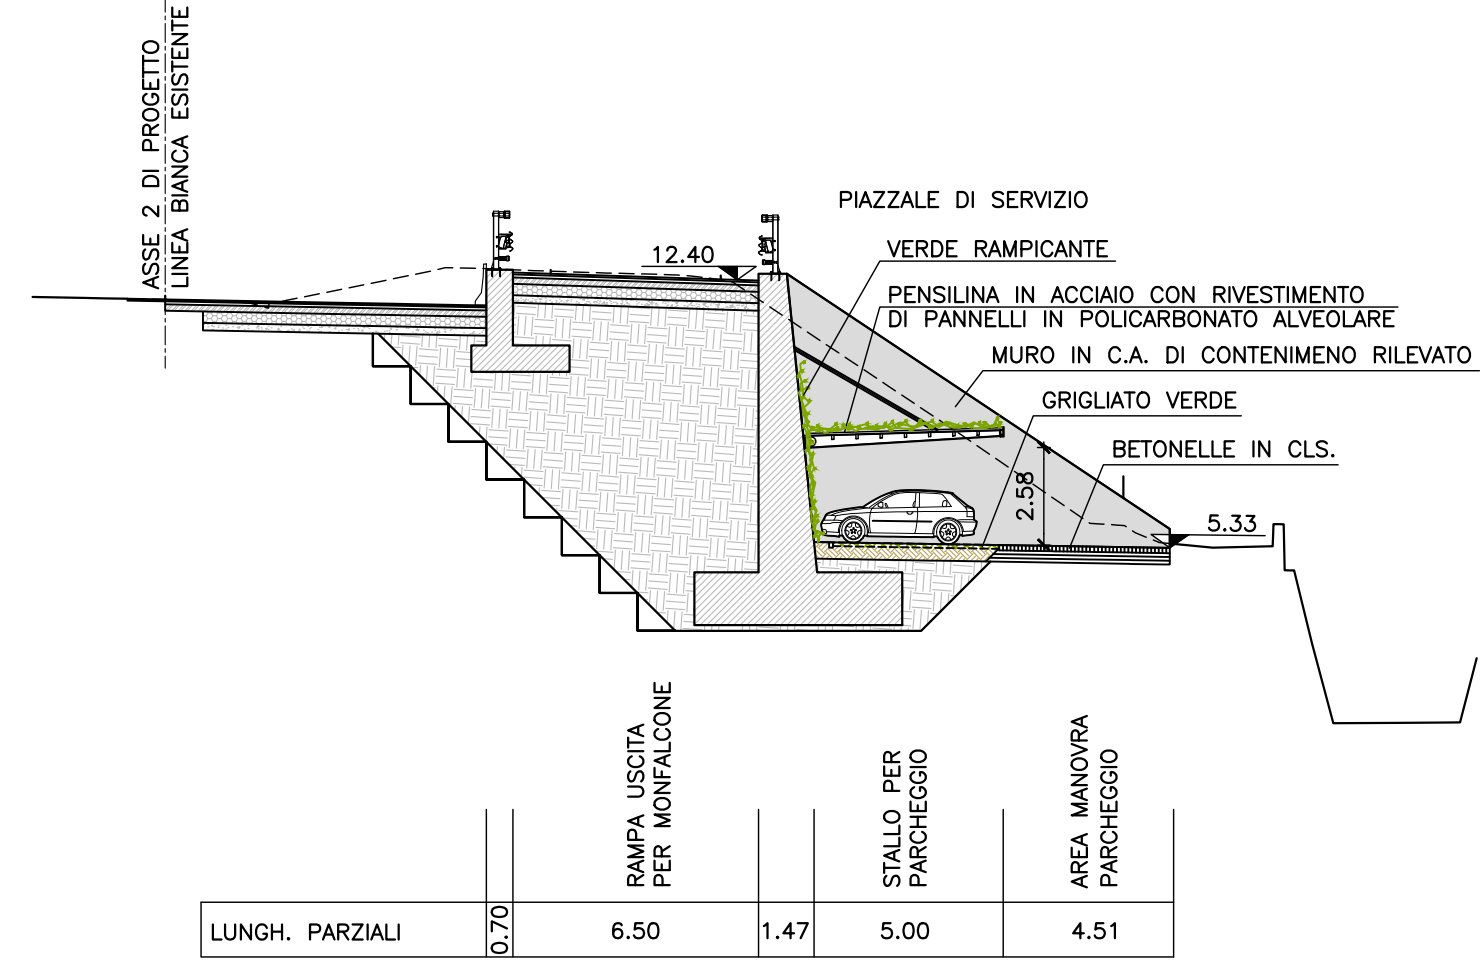 ASSE 2 DI PROGETTO
LINEA BIANCA ESISTENTE
PIAZZALE DI SERVIZIO
12.40
VERDE RAMPICANTE
PENSILINA IN ACCIAIO CON RIVESTIMENTO
DI PANNELLI IN POLICARBONATO ALVEOLARE
MURO IN C.A. DI CONTENIMENO RILEVATO
GRIGLIATO VERDE
BETONELLE IN CLS.
2.58
5.33
RAMPA USCITA
PER MONFALCONE
STALLO PER
PARCHEGGIO
AREA MANOVRA
PARCHEGGIO
LUNGH. PARZIALI 0.70 6.50 1.47 5.00 4.51